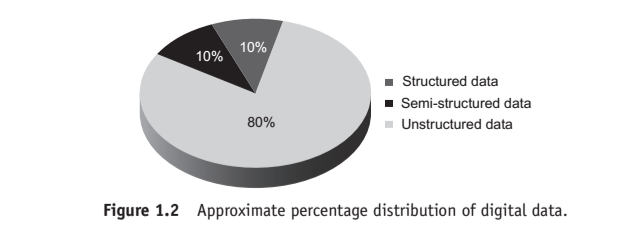 10%
10%
80%
Structured data
Semi-structured data
Unstructured data
Figure 1.2 Approximate percentage distribution of digital data.